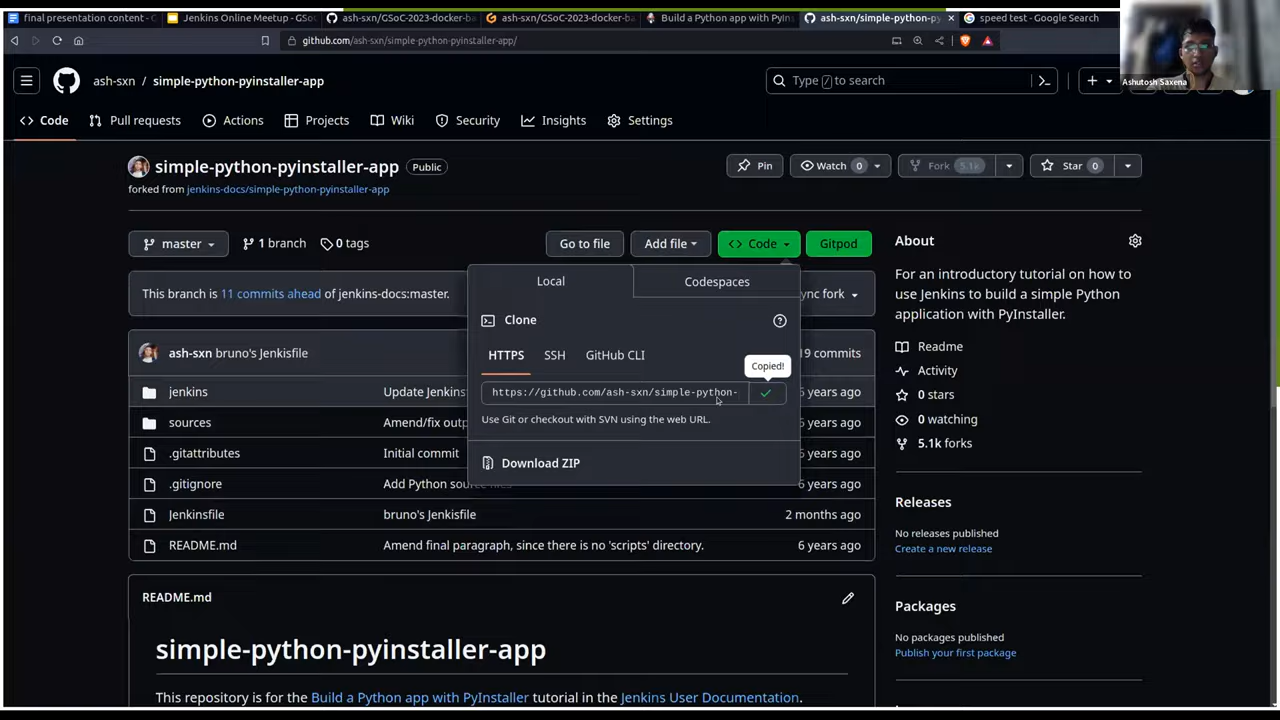 final presentation content -
Jenkins Online Meetup - GSoC
ash-sxn/GSoC-2023-docker-ba
ash-sxn/GSoC-2023-docker-ba
Build a Python app with PyIns
ash-sxn/simple-python-py
speed test - Google Search
github.com/ash-sxn/simple-python-pyinstaller-app/
Ashutosh Saxena
ash-sxn / simple-python-pyinstaller-app
Type / to search
Code
Pull requests
Actions
Projects
Wiki
Security
Insights
Settings
simple-python-pyinstaller-app
Public
forked from jenkins-docs/simple-python-pyinstaller-app
Pin
Watch 0
Fork 5.1k
Star 0
master
1 branch
0 tags
Go to file
Add file
<> Code
Gitpod
This branch is 11 commits ahead of jenkins-docs:master.
ync fork
Local
Codespaces
Clone
HTTPS
SSH
GitHub CLI
Copied!
https://github.com/ash-sxn/simple-python-
Use Git or checkout with SVN using the web URL.
Download ZIP
ash-sxn bruno's Jenkisfile
19 commits
jenkins
Update Jenkins
6 years ago
sources
Amend/fix outp
6 years ago
.gitattributes
Initial commit
6 years ago
.gitignore
Add Python source
6 years ago
Jenkinsfile
bruno's Jenkisfile
2 months ago
README.md
Amend final paragraph, since there is no 'scripts' directory.
6 years ago
README.md
simple-python-pyinstaller-app
This repository is for the Build a Python app with PyInstaller tutorial in the Jenkins User Documentation.
About
For an introductory tutorial on how to
use Jenkins to build a simple Python
application with PyInstaller.
Readme
Activity
0 stars
0 watching
5.1k forks
Releases
No releases published
Create a new release
Packages
No packages published
Publish your first package